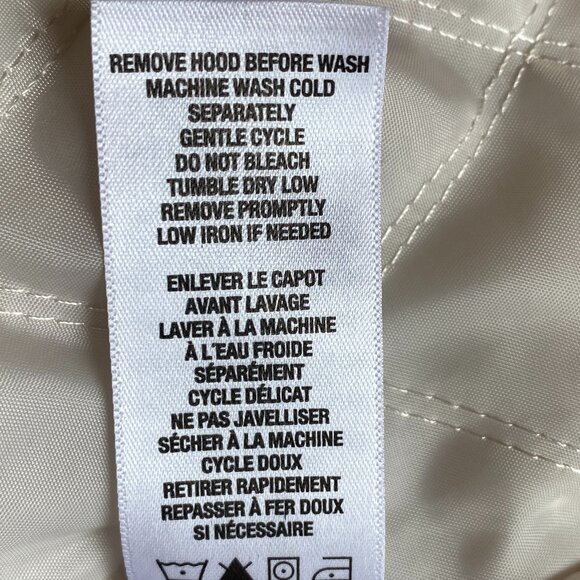 REMOVE HOOD BEFORE WASH
MACHINE WASH COLD
SEPARATELY
GENTLE CYCLE
DO NOT BLEACH
TUMBLE DRY LOW
REMOVE PROMPTLY
LOW IRON IF NEEDED
ENLEVER LE CAPOT
AVANT LAVAGE
LAVER À LA MACHINE
À L'EAU FROIDE
SÉPARÉMENT
CYCLE DÉLICAT
NE PAS JAVELLISER
SÉCHER À LA MACHINE
CYCLE DOUX
RETIRER RAPIDEMENT
REPASSER À FER DOUX
SI NÉCESSAIRE